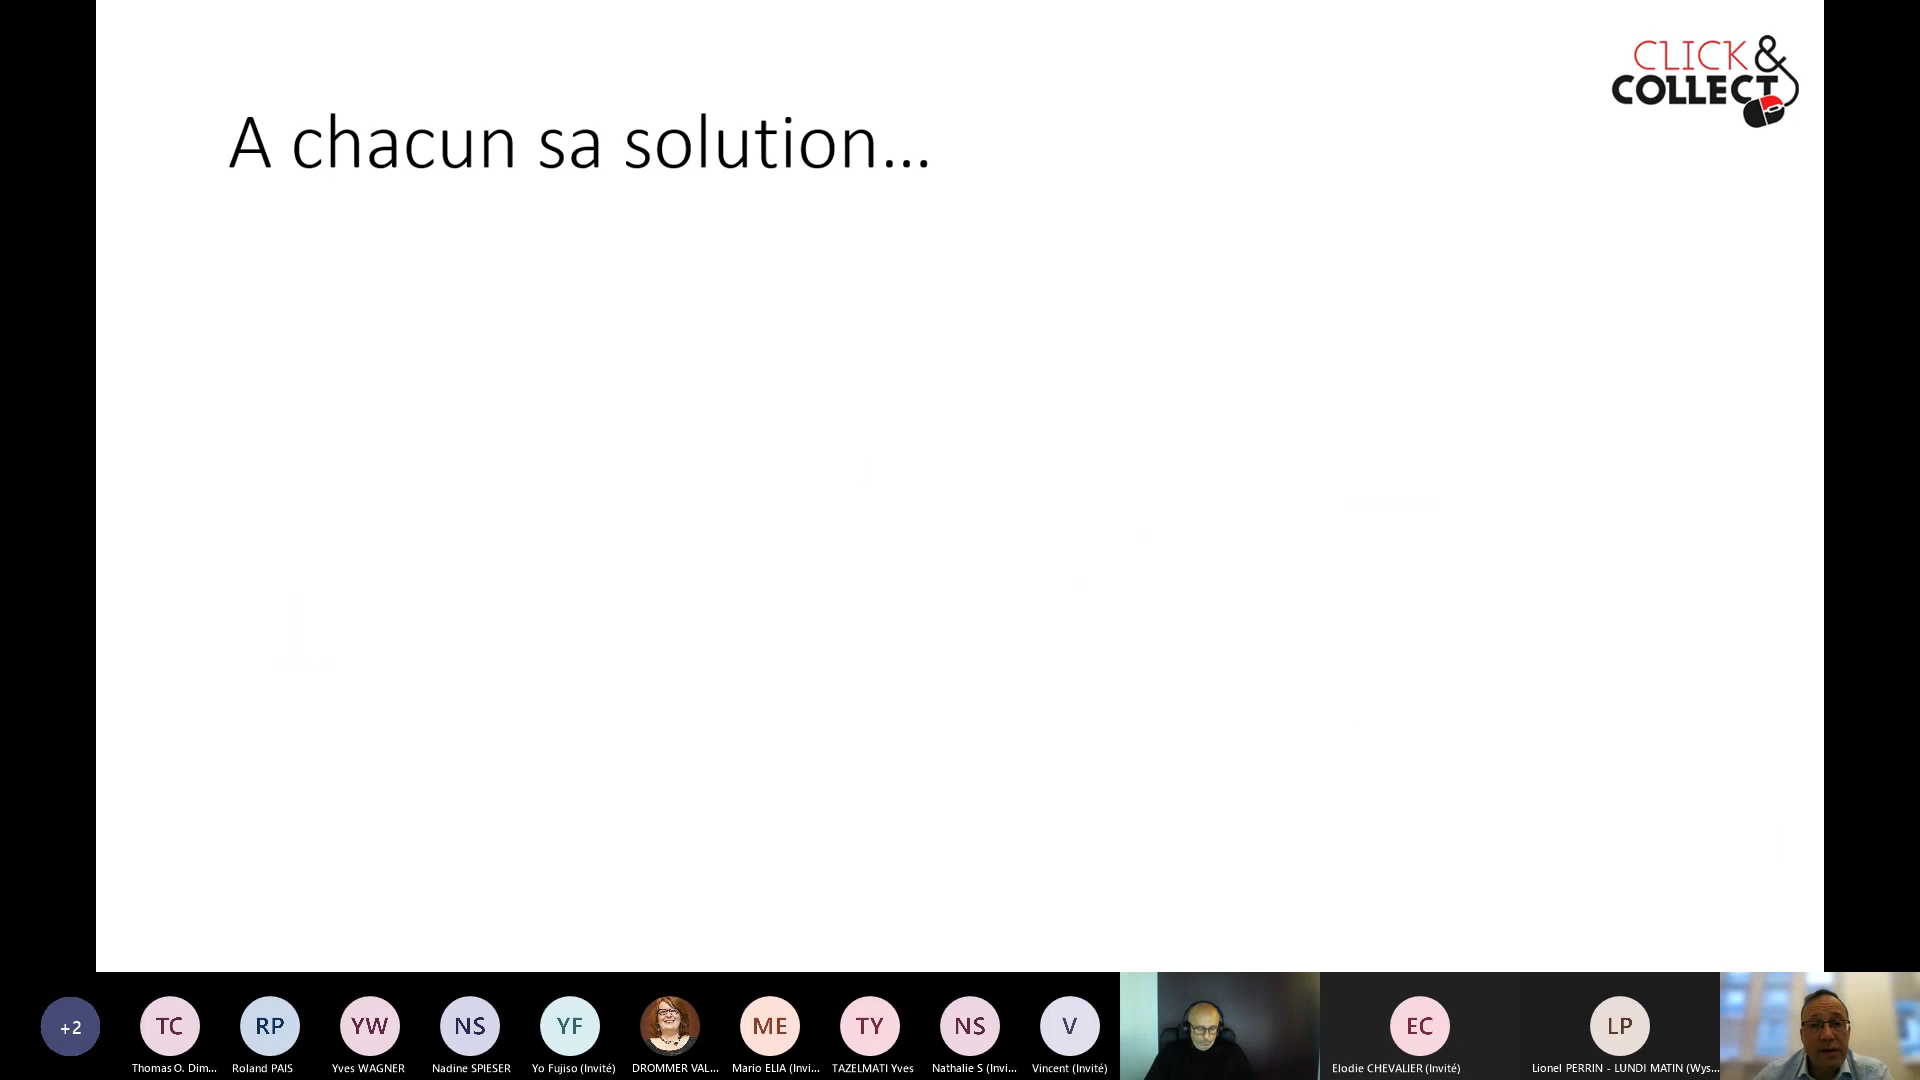 CLICK &
COLLECT
A chacun sa solution...
+2
TC
RP
YW
NS
YF
ME
TY
NS
V
EC
LP
Thomas O. Dim...
Roland PAIS
Yves WAGNER
Nadine SPIESER
Yo Fujiso (Invité)
DROMMER VAL...
Mario ELIA (Invi...
TAZELMATI Yves
Nathalie S (Invi...
Vincent (Invité)
Elodie CHEVALIER (Invité)
Lionel PERRIN - LUNDI MATIN (Wys...